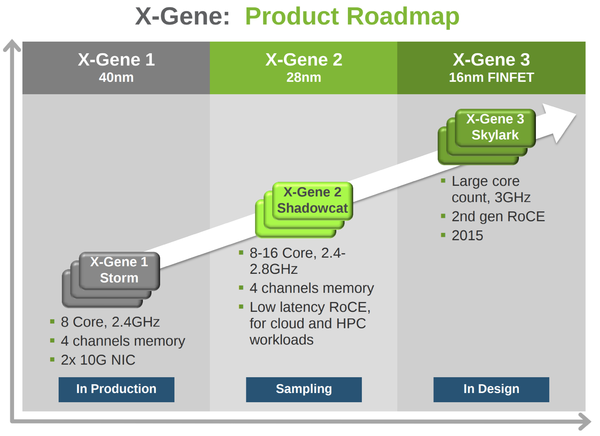 X-Gene: Product Roadmap
X-Gene 1
40nm
X-Gene 2
28nm
X-Gene 3
16nm FINFET
X-Gene 1
Storm
8 Core, 2.4GHz
4 channels memory
2x 10G NIC
In Production
X-Gene 2
Shadowcat
8-16 Core, 2.4-
2.8GHz
4 channels memory
Low latency RoCE,
for cloud and HPC
workloads
Sampling
X-Gene 3
Skylark
Large core
count, 3GHz
2nd gen RoCE
2015
In Design